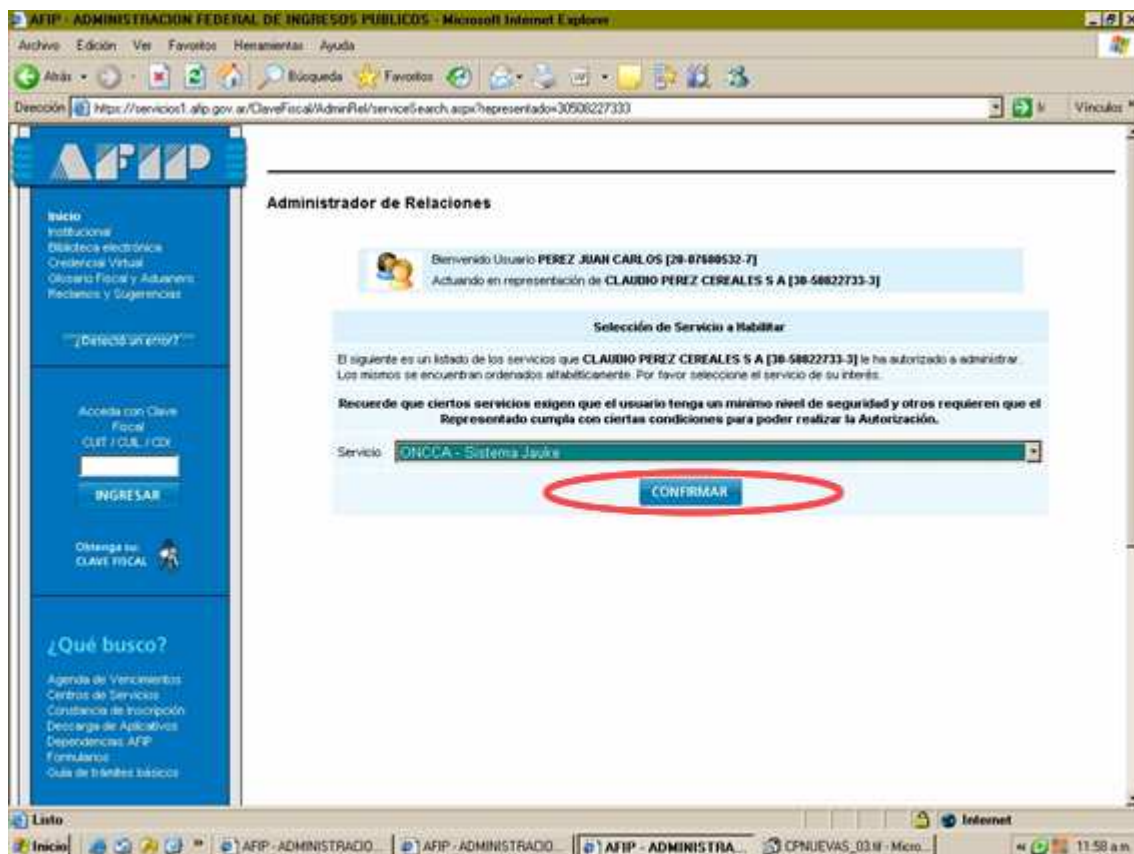 AFIP - ADMINISTRACION FEDERAL DE INGRESOS PUBLICOS - Microsoft Internet Explorer
Archivo Edición Ver Favoritos Herramientas Ayuda
Atrás Búsqueda Favoritos
Dirección https://servicios1.afip.gov.ar/ClaveFiscal/AdminRel/serviceSearch.aspx?representado=30508227333 Ir Vínculos
AFIP
Administrador de Relaciones
Inicio
Institucional
Biblioteca electrónica
Credencial Virtual
Glosario Fiscal y Aduanero
Reclamos y Sugerencias
¿Detectó un error?
Acceda con Clave
Fiscal
CUIT / CUIL / CDI
INGRESAR
Obtenga su:
CLAVE FISCAL
¿Qué busco?
Agenda de Vencimientos
Centros de Servicios
Constancia de Inscripción
Descarga de Aplicativos
Dependencias AFIP
Formularios
Guía de trámites básicos
Bienvenido Usuario PEREZ JUAN CARLOS [20-07680532-7]
Actuando en representación de CLAUDIO PEREZ CEREALES S A [30-50822733-3]
Selección de Servicio a Habilitar
El siguiente es un listado de los servicios que CLAUDIO PEREZ CEREALES S A [30-50822733-3] le ha autorizado a administrar.
Los mismos se encuentran ordenados alfabéticamente. Por favor seleccione el servicio de su interés.
Recuerde que ciertos servicios exigen que el usuario tenga un mínimo nivel de seguridad y otros requieren que el
Representado cumpla con ciertas condiciones para poder realizar la Autorización.
Servicio ONCCA - Sistema Jauke
CONFIRMAR
Listo Internet
Inicio AFIP - ADMINISTRACIO... AFIP - ADMINISTRACIO... AFIP - ADMINISTRA... CPNUEVAS_03.tif - Micro... 11:58 a.m.